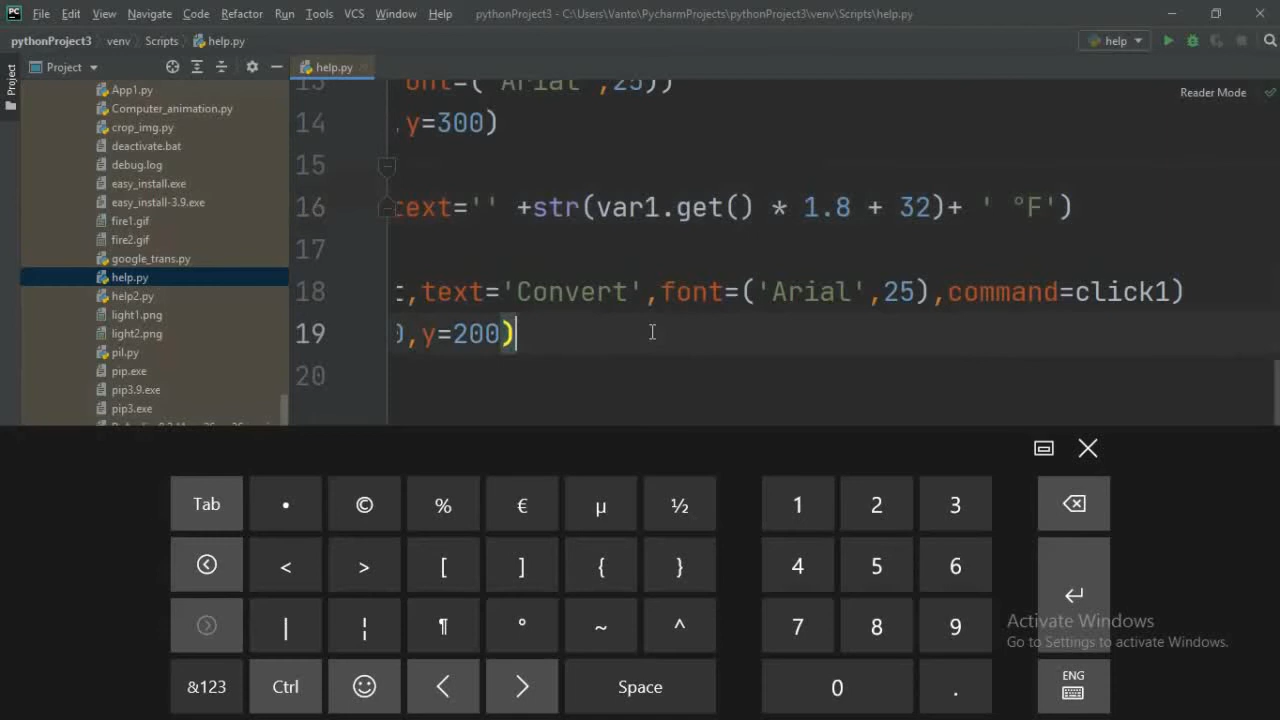 PC File Edit View Navigate Code Refactor Run Tools VCS Window Help pythonProject3 - C:\Users\Vanto\PycharmProjects\pythonProject3\venv\Scripts\help.py
pythonProject3 venv Scripts help.py help
Project Project help.py
Reader Mode
App1.py
Computer_animation.py
crop_img.py
deactivate.bat
debug.log
easy_install.exe
easy_install-3.9.exe
fire1.gif
fire2.gif
google_trans.py
help.py
help2.py
light1.png
light2.png
pil.py
pip.exe
pip3.9.exe
pip3.exe
13 ont=('Arial',25))
14 ,y=300)
15
16 text='' +str(var1.get() * 1.8 + 32)+ ' °F')
17
18 t,text='Convert',font=('Arial',25),command=click1)
19 0,y=200)
20
Tab • © % € µ ½ 1 2 3
< > [ ] { } 4 5 6
| ¦ ¶ ° ~ ^ 7 8 9
&123 Ctrl Space 0 . ENG
Activate Windows
Go to Settings to activate Windows.